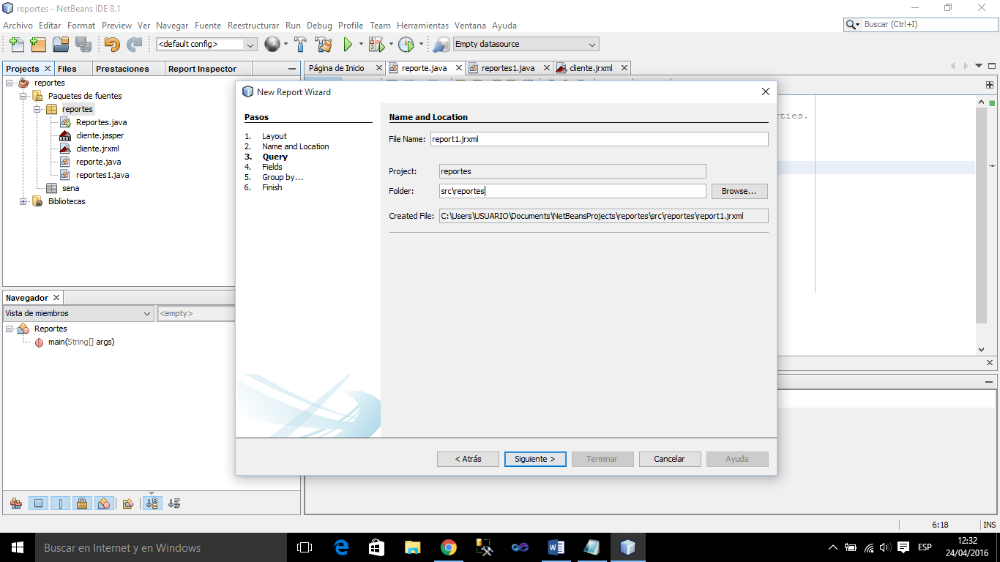 reportes - NetBeans IDE 8.1
Archivo Editar Format Preview Ver Navegar Fuente Reestructurar Run Debug Profile Team Herramientas Ventana Ayuda
Buscar (Ctrl+I)
<default config>
Empty datasource
Projects Files Prestaciones Report Inspector
Página de Inicio reporte.java reportes1.java cliente.jrxml
reportes
Paquetes de fuentes
reportes
Reportes.java
cliente.jasper
cliente.jrxml
reporte.java
reportes1.java
sena
Bibliotecas
Navegador
Vista de miembros
<empty>
Reportes
main(String[] args)
New Report Wizard
Pasos
1. Layout
2. Name and Location
3. Query
4. Fields
5. Group by...
6. Finish
Name and Location
File Name: report1.jrxml
Project: reportes
Folder: src\reportes
Browse...
Created File: C:\Users\USUARIO\Documents\NetBeansProjects\reportes\src\reportes\report1.jrxml
< Atrás
Siguiente >
Terminar
Cancelar
Ayuda
6:18
INS
Buscar en Internet y en Windows
ESP
12:32
24/04/2016